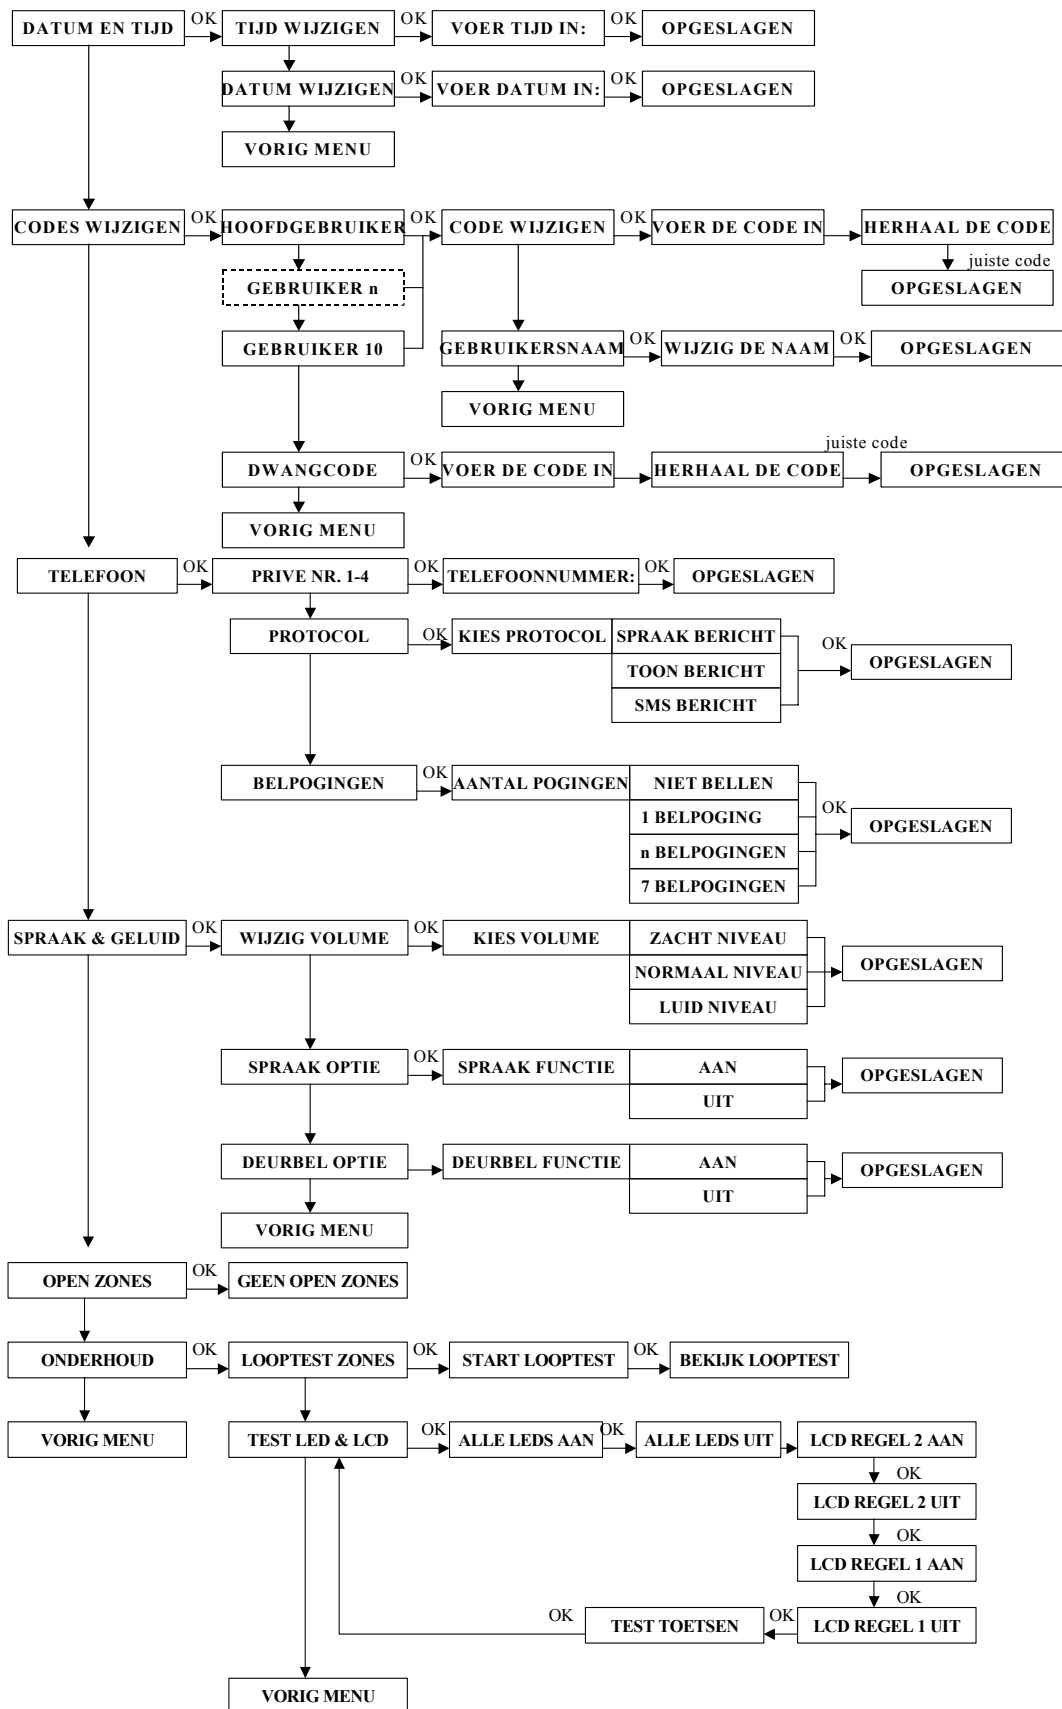 DATUM EN TIJD OK TIJD WIJZIGEN OK VOER TIJD IN: OK OPGESLAGEN
DATUM WIJZIGEN OK VOER DATUM IN: OK OPGESLAGEN
VORIG MENU
CODES WIJZIGEN OK HOOFDGEBRUIKER OK CODE WIJZIGEN OK VOER DE CODE IN HERHAAL DE CODE
juiste code
GEBRUIKER n OPGESLAGEN
GEBRUIKER 10 GEBRUIKERSNAAM OK WIJZIG DE NAAM OK OPGESLAGEN
VORIG MENU
juiste code
DWANGCODE OK VOER DE CODE IN HERHAAL DE CODE OPGESLAGEN
VORIG MENU
TELEFOON OK PRIVE NR. 1-4 OK TELEFOONNUMMER: OK OPGESLAGEN
PROTOCOL OK KIES PROTOCOL SPRAAK BERICHT OK
TOON BERICHT OPGESLAGEN
SMS BERICHT
BELPOGINGEN OK AANTAL POGINGEN NIET BELLEN
1 BELPOGING OK OPGESLAGEN
n BELPOGINGEN
7 BELPOGINGEN
SPRAAK & GELUID OK WIJZIG VOLUME OK KIES VOLUME ZACHT NIVEAU
NORMAAL NIVEAU OPGESLAGEN
LUID NIVEAU
SPRAAK OPTIE OK SPRAAK FUNCTIE AAN OPGESLAGEN
UIT
DEURBEL OPTIE DEURBEL FUNCTIE AAN OPGESLAGEN
UIT
VORIG MENU
OPEN ZONES OK GEEN OPEN ZONES
ONDERHOUD OK LOOPTEST ZONES OK START LOOPTEST OK BEKIJK LOOPTEST
VORIG MENU TEST LED & LCD OK ALLE LEDS AAN OK ALLE LEDS UIT LCD REGEL 2 AAN
OK
LCD REGEL 2 UIT
OK
LCD REGEL 1 AAN
OK
OK TEST TOETSEN OK LCD REGEL 1 UIT
VORIG MENU